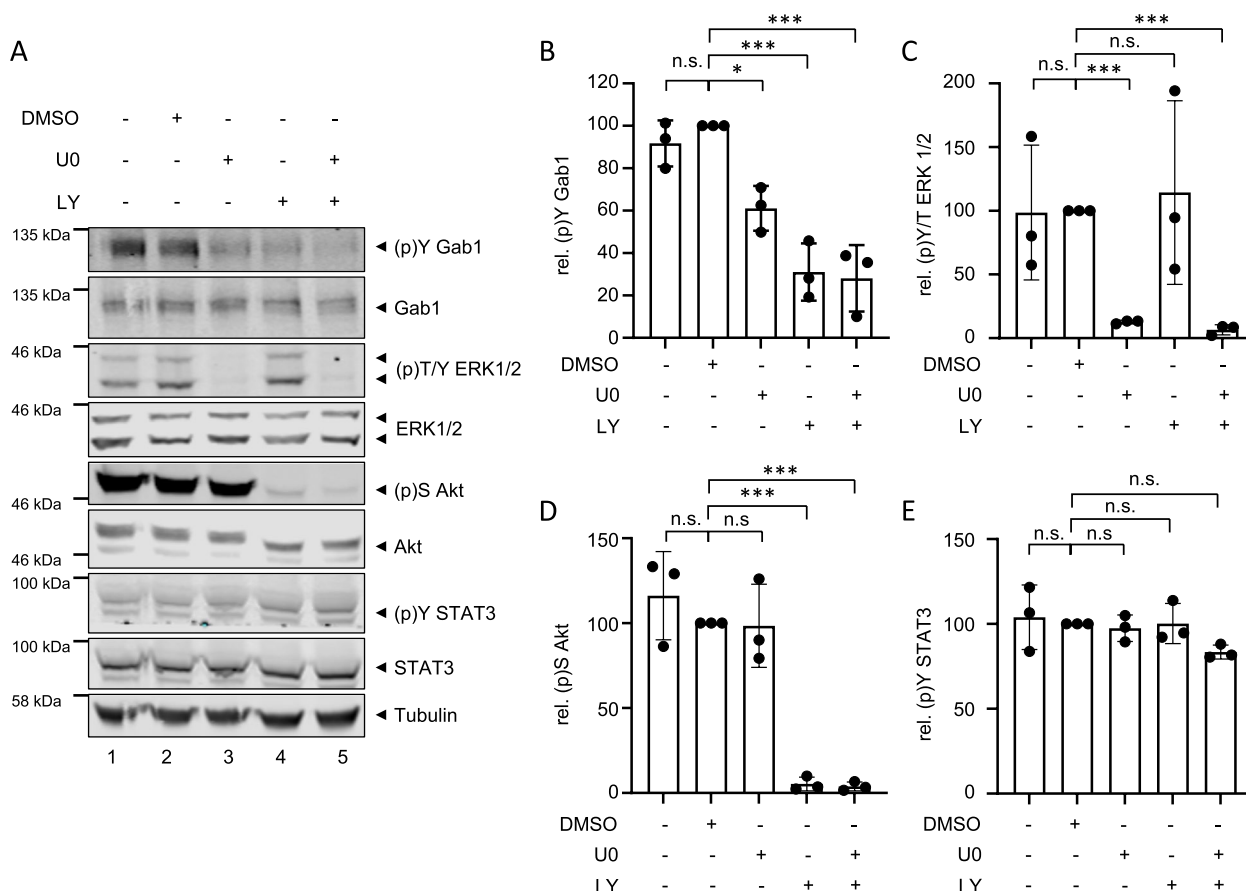 A
DMSO - + - - -
U0 - - + - +
LY - - - + +
135 kDa
(p)Y Gab1
135 kDa
Gab1
46 kDa
(p)T/Y ERK1/2
46 kDa
ERK1/2
(p)S Akt
46 kDa
Akt
46 kDa
100 kDa
(p)Y STAT3
100 kDa
STAT3
58 kDa
Tubulin
1 2 3 4 5
B
***
***
n.s. *
120
100
80
60
40
20
0
rel. (p)Y Gab1
DMSO - + - - -
U0 - - + - +
LY - - - + +
C
***
n.s.
n.s. ***
200
150
100
50
0
rel. (p)Y/T ERK 1/2
- + - - -
- - + - +
- - - + +
D
***
***
n.s. n.s
150
100
50
0
rel. (p)S Akt
DMSO - + - - -
U0 - - + - +
LY - - - + +
E
n.s.
n.s.
n.s. n.s
150
100
50
0
rel. (p)Y STAT3
DMSO - + - - -
U0 - - + - +
LY - - - + +